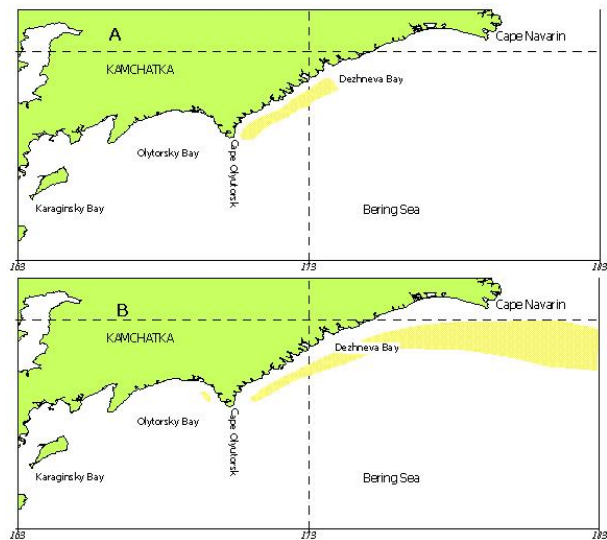 A
Cape Navarin
KAMCHATKA
Dezhneva Bay
Olytorsky Bay
Cape Olyutorsk
Karaginsky Bay
Bering Sea
163
173
183
B
Cape Navarin
KAMCHATKA
Dezhneva Bay
Olytorsky Bay
Cape Olyutorsk
Karaginsky Bay
Bering Sea
163
173
183